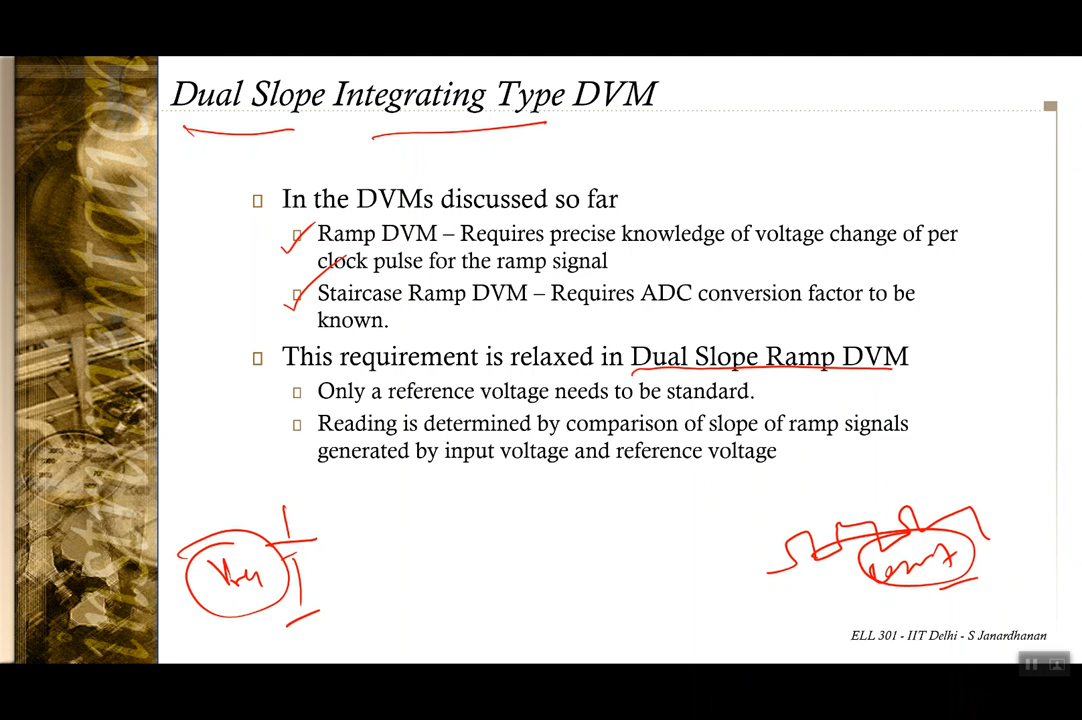 Dual Slope Integrating Type DVM
In the DVMs discussed so far
Ramp DVM – Requires precise knowledge of voltage change of per
clock pulse for the ramp signal
Staircase Ramp DVM – Requires ADC conversion factor to be
known.
This requirement is relaxed in Dual Slope Ramp DVM
Only a reference voltage needs to be standard.
Reading is determined by comparison of slope of ramp signals
generated by input voltage and reference voltage
ELL 301 - IIT Delhi - S Janardhanan
instrumentation